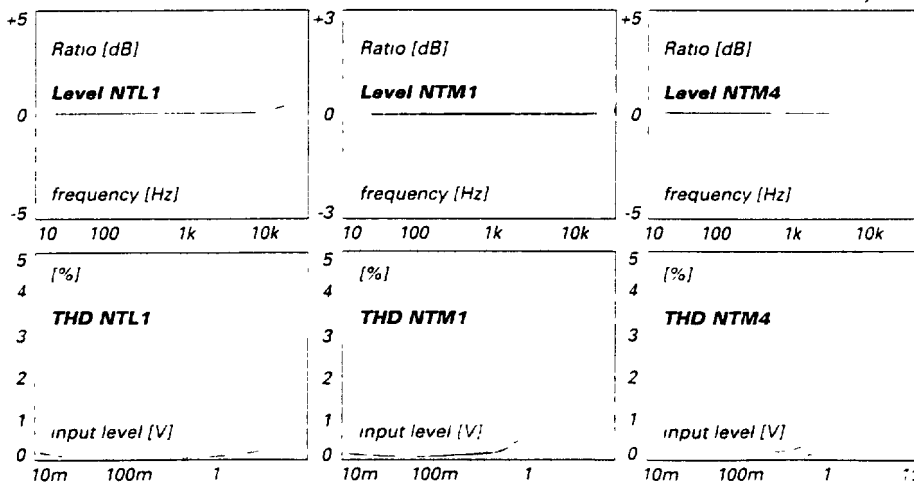 +5
Ratio [dB]
Level NTL1
0
frequency [Hz]
-5
10 100 1k 10k
+3
Ratio [dB]
Level NTM1
0
frequency [Hz]
-3
10 100 1k 10k
+5
Ratio [dB]
Level NTM4
0
frequency [Hz]
-5
10 100 1k 10k
5
[%]
4
THD NTL1
3
2
1
input level [V]
0
10m 100m 1
5
[%]
4
THD NTM1
3
2
1
input level [V]
0
10m 100m 1
5
[%]
4
THD NTM4
3
2
1
input level [V]
0
10m 100m 1